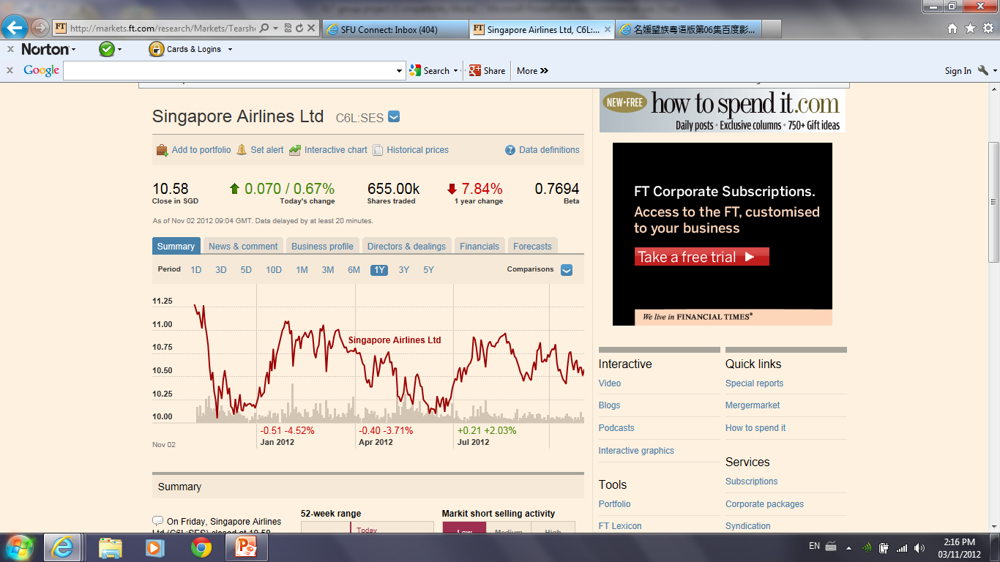 http://markets.ft.com/research/Markets/Tearsh
SFU Connect: Inbox (404)
Singapore Airlines Ltd, C6L:...
名媛望族粤语版第06集百度影...
Norton
Cards & Logins
Google
Search
Share
More »
Sign In
Singapore Airlines Ltd C6L:SES
Add to portfolio Set alert Interactive chart Historical prices Data definitions
10.58 0.070 / 0.67% 655.00k 7.84% 0.7694
Close in SGD Today's change Shares traded 1 year change Beta
As of Nov 02 2012 09:04 GMT. Data delayed by at least 20 minutes.
Summary News & comment Business profile Directors & dealings Financials Forecasts
Period 1D 3D 5D 10D 1M 3M 6M 1Y 3Y 5Y Comparisons
11.25
11.00
10.75
10.50
10.25
10.00
Singapore Airlines Ltd
-0.51 -4.52% -0.40 -3.71% +0.21 +2.03%
Nov 02 Jan 2012 Apr 2012 Jul 2012
Summary
On Friday, Singapore Airlines
Ltd (C6L:SES) closed at 10.58
52-week range
Today
Markit short selling activity
Low Medium High
NEW·FREE how to spend it.com
Daily posts · Exclusive columns · 750+ Gift ideas
FT Corporate Subscriptions.
Access to the FT, customised
to your business
Take a free trial
We live in FINANCIAL TIMES®
Interactive
Video
Blogs
Podcasts
Interactive graphics
Tools
Portfolio
FT Lexicon
Quick links
Special reports
Mergermarket
How to spend it
Services
Subscriptions
Corporate packages
Syndication
EN
2:16 PM
03/11/2012